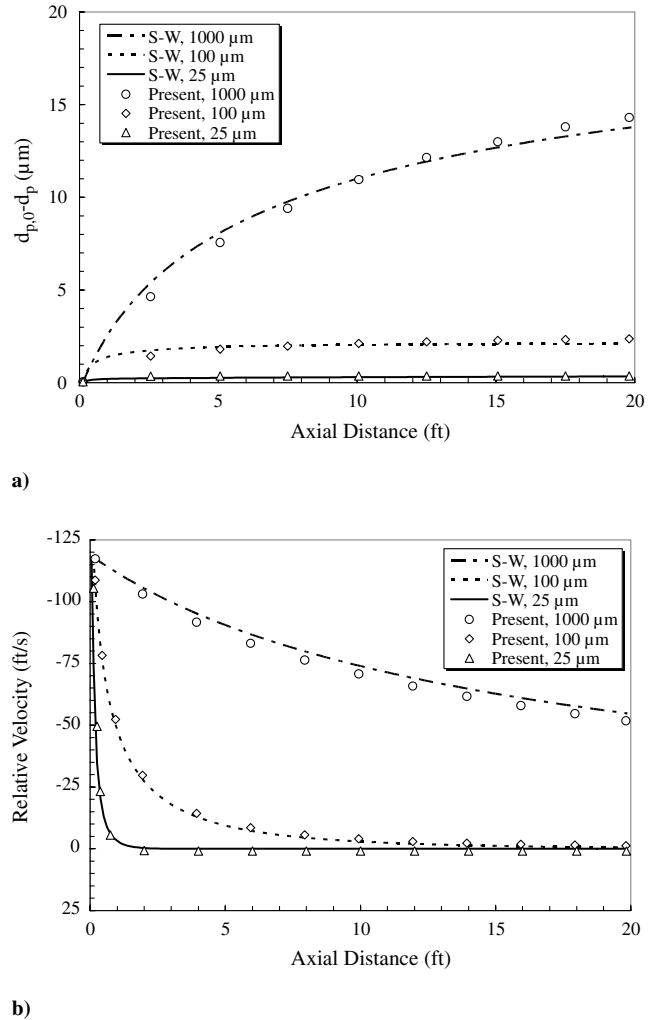 20
15
10
5
0
0
5
10
15
20
d_p,0-d_p (µm)
Axial Distance (ft)
S-W, 1000 µm
S-W, 100 µm
S-W, 25 µm
Present, 1000 µm
Present, 100 µm
Present, 25 µm
a)
-125
-100
-75
-50
-25
0
25
0
5
10
15
20
Relative Velocity (ft/s)
Axial Distance (ft)
S-W, 1000 µm
S-W, 100 µm
S-W, 25 µm
Present, 1000 µm
Present, 100 µm
Present, 25 µm
b)